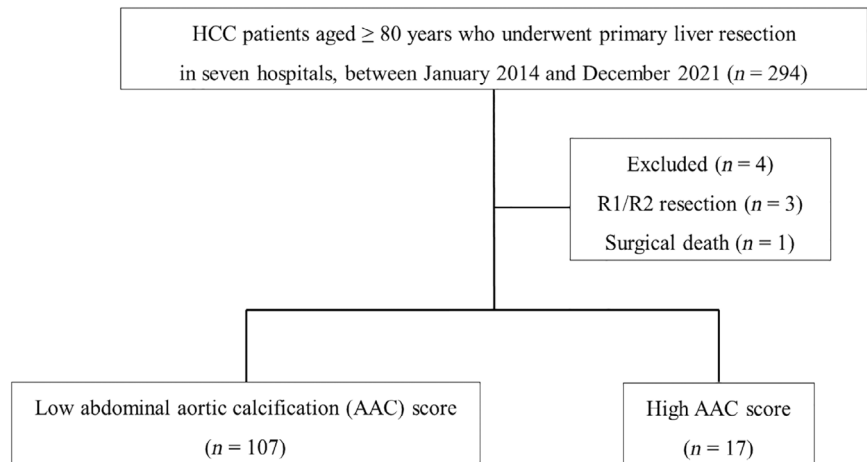 HCC patients aged ≥ 80 years who underwent primary liver resection
in seven hospitals, between January 2014 and December 2021 (n = 294)
Excluded (n = 4)
R1/R2 resection (n = 3)
Surgical death (n = 1)
Low abdominal aortic calcification (AAC) score
(n = 107)
High AAC score
(n = 17)